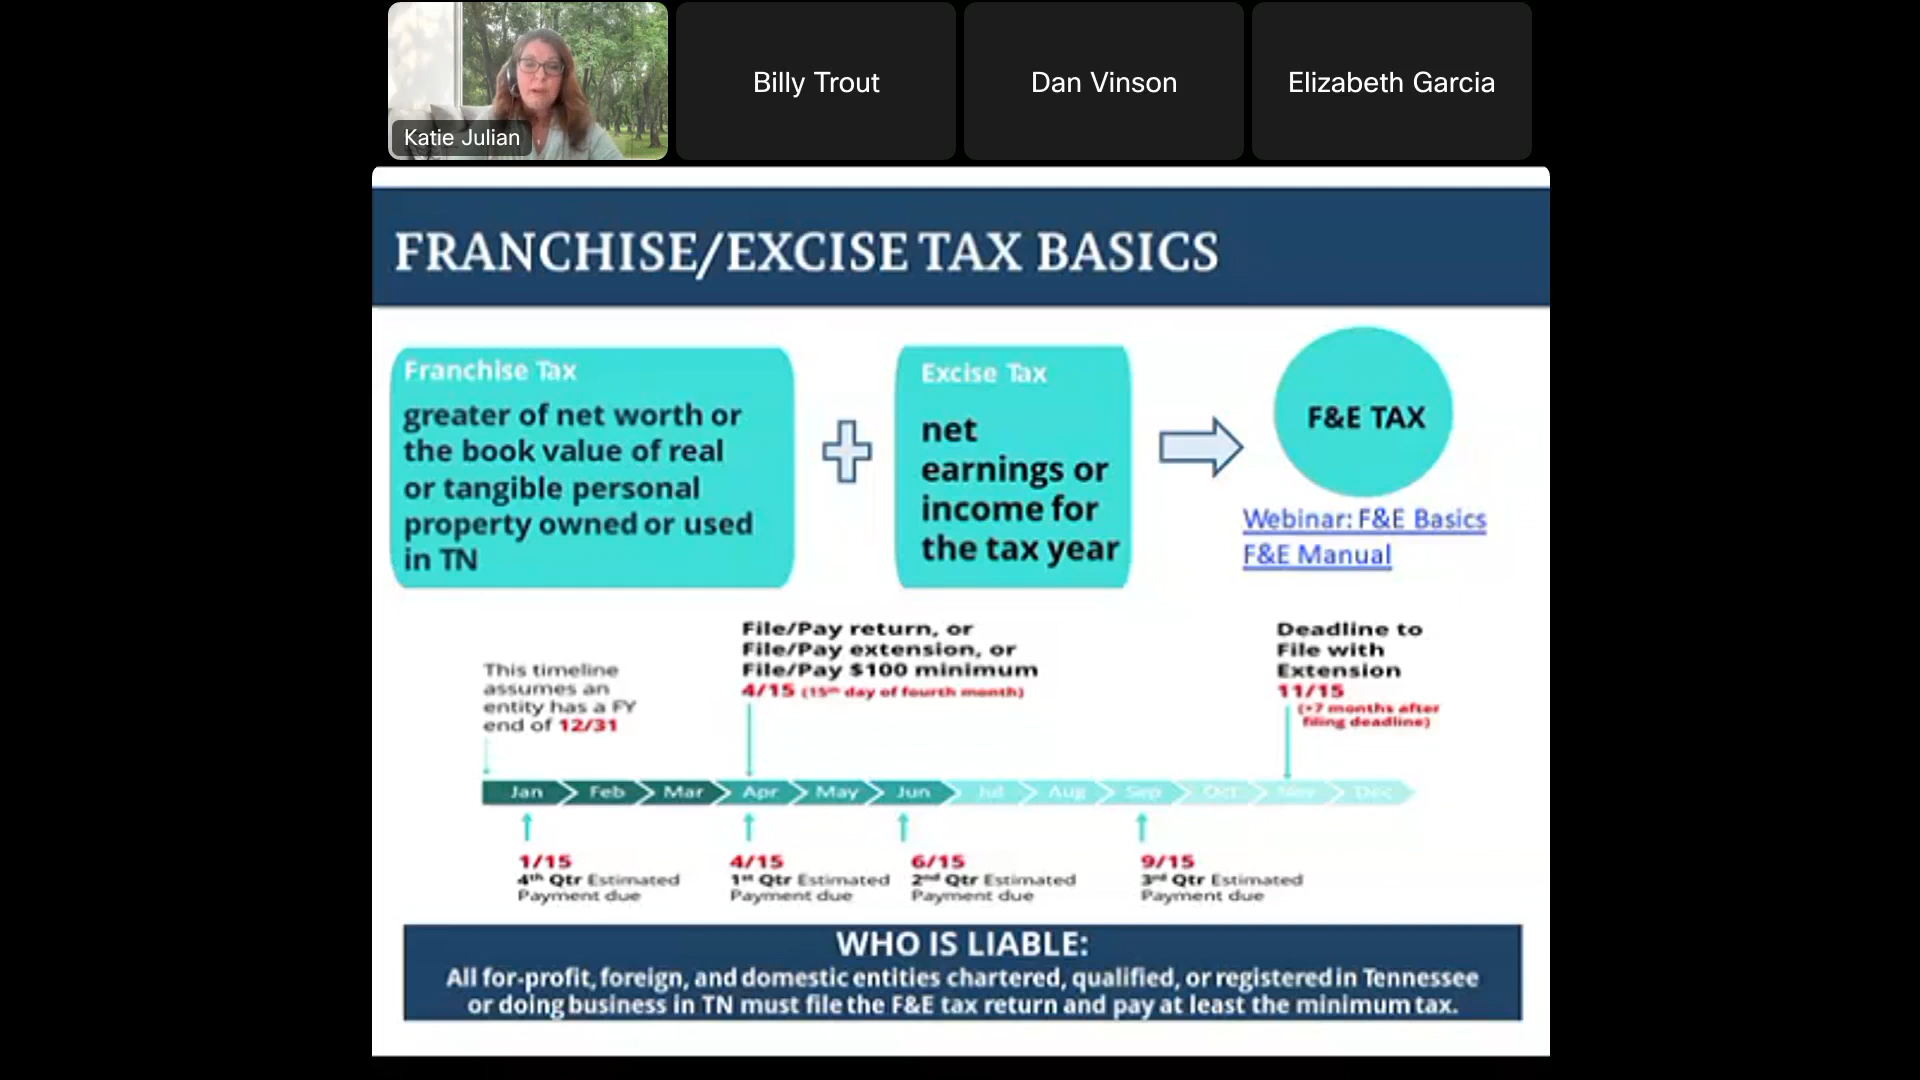 Katie Julian
Billy Trout
Dan Vinson
Elizabeth Garcia
FRANCHISE/EXCISE TAX BASICS
Franchise Tax
greater of net worth or
the book value of real
or tangible personal
property owned or used
in TN
Excise Tax
net
earnings or
income for
the tax year
F&E TAX
Webinar: F&E Basics
F&E Manual
This timeline
assumes an
entity has a FY
end of 12/31
File/Pay return, or
File/Pay extension, or
File/Pay $100 minimum
4/15 (15th day of fourth month)
Deadline to
File with
Extension
11/15
(+7 months after
filing deadline)
Jan Feb Mar Apr May Jun Jul Aug Sep Oct Nov Dec
1/15
4th Qtr Estimated
Payment due
4/15
1st Qtr Estimated
Payment due
6/15
2nd Qtr Estimated
Payment due
9/15
3rd Qtr Estimated
Payment due
WHO IS LIABLE:
All for-profit, foreign, and domestic entities chartered, qualified, or registered in Tennessee
or doing business in TN must file the F&E tax return and pay at least the minimum tax.